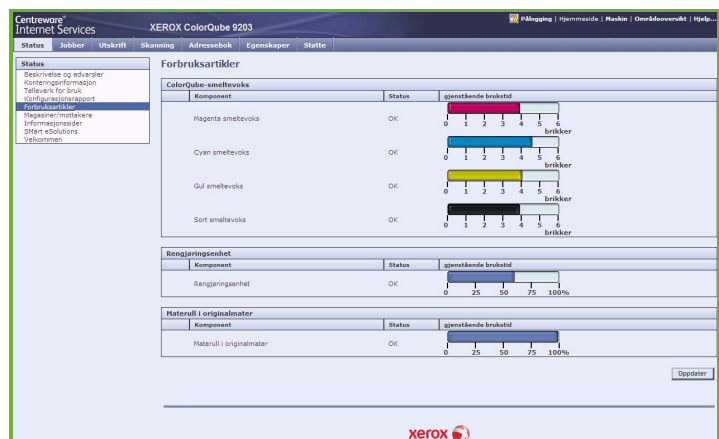 Centreware®
Internet Services
XEROX ColorQube 9203
Pålogging | Hjemmeside | Maskin | Områdeoversikt | Hjelp...
Status Jobber Utskrift Skanning Adressebok Egenskaper Støtte
Status
Beskrivelse og advarsler
Konteringsinformasjon
Telleverk for bruk
Konfigurasjonsrapport
Forbruksartikler
Magasiner/mottakere
Informasjonssider
SMart eSolutions
Velkommen
Forbruksartikler
ColorQube-smeltevoks
Komponent Status gjenstående brukstid
Magenta smeltevoks OK
0 1 2 3 4 5 6
brikker
Cyan smeltevoks OK
0 1 2 3 4 5 6
brikker
Gul smeltevoks OK
0 1 2 3 4 5 6
brikker
Sort smeltevoks OK
0 1 2 3 4 5 6
brikker
Rengjøringsenhet
Komponent Status gjenstående brukstid
Rengjøringsenhet OK
0 25 50 75 100%
Materull i originalmater
Komponent Status gjenstående brukstid
Materull i originalmater OK
0 25 50 75 100%
Oppdater
xerox